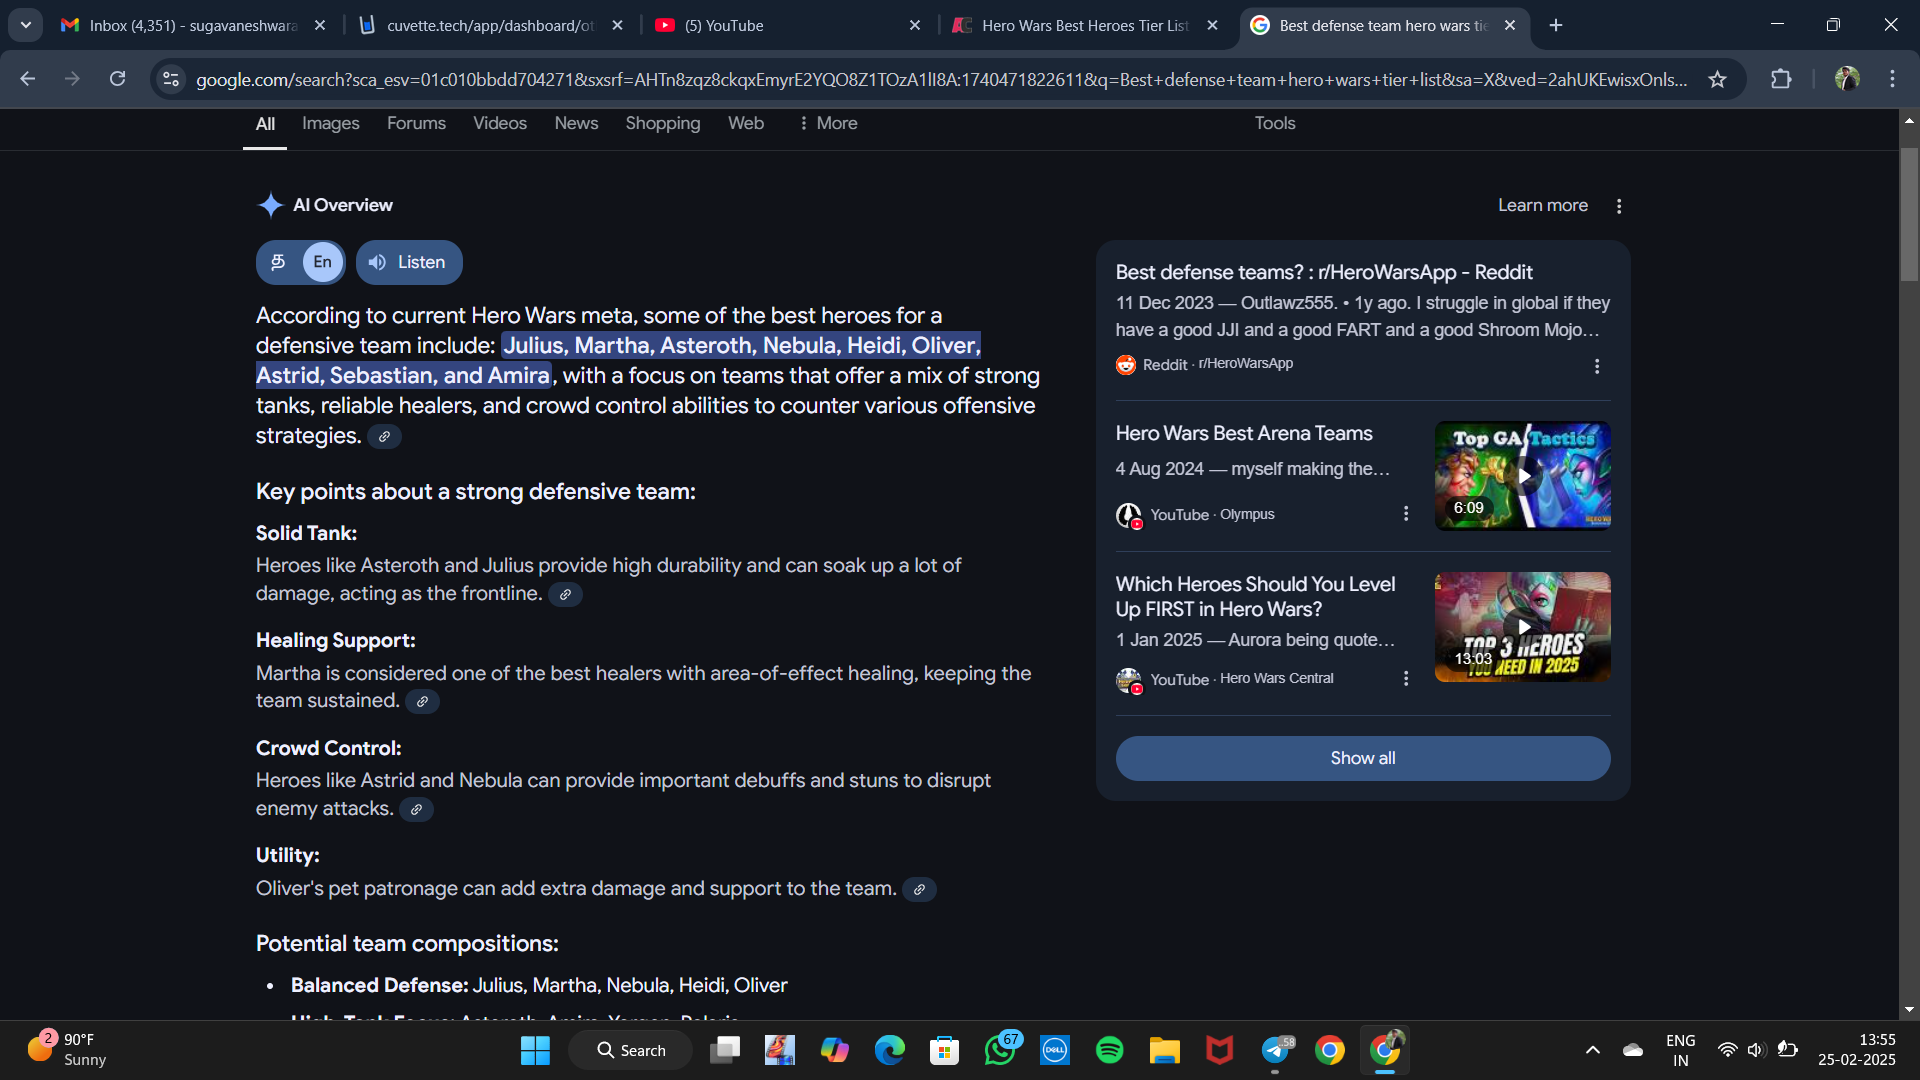 Inbox (4,351) - sugavaneshwara
cuvette.tech/app/dashboard/ot
(5) YouTube
Hero Wars Best Heroes Tier List
Best defense team hero wars tie
google.com/search?sca_esv=01c010bbdd704271&sxsrf=AHTn8zqz8ckqxEmyrE2YQO8Z1TOzA1lI8A:1740471822611&q=Best+defense+team+hero+wars+tier+list&sa=X&ved=2ahUKEwisxOnls...
All Images Forums Videos News Shopping Web More Tools
AI Overview
Learn more
த En Listen
According to current Hero Wars meta, some of the best heroes for a
defensive team include: Julius, Martha, Asteroth, Nebula, Heidi, Oliver,
Astrid, Sebastian, and Amira, with a focus on teams that offer a mix of strong
tanks, reliable healers, and crowd control abilities to counter various offensive
strategies.
Key points about a strong defensive team:
Solid Tank:
Heroes like Asteroth and Julius provide high durability and can soak up a lot of
damage, acting as the frontline.
Healing Support:
Martha is considered one of the best healers with area-of-effect healing, keeping the
team sustained.
Crowd Control:
Heroes like Astrid and Nebula can provide important debuffs and stuns to disrupt
enemy attacks.
Utility:
Oliver's pet patronage can add extra damage and support to the team.
Potential team compositions:
• Balanced Defense: Julius, Martha, Nebula, Heidi, Oliver
Best defense teams? : r/HeroWarsApp - Reddit
11 Dec 2023 — Outlawz555. • 1y ago. I struggle in global if they
have a good JJI and a good FART and a good Shroom Mojo...
Reddit · r/HeroWarsApp
Hero Wars Best Arena Teams
4 Aug 2024 — myself making the...
YouTube · Olympus
Top GA Tactics
6:09
Which Heroes Should You Level
Up FIRST in Hero Wars?
1 Jan 2025 — Aurora being quote...
YouTube · Hero Wars Central
TOP 3 HEROES
YOU NEED IN 2025
13:03
Show all
2
90°F
Sunny
Search
67
DELL
58
ENG
IN
13:55
25-02-2025